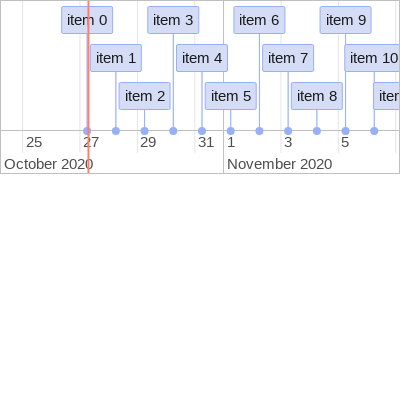 item 0 item 3 item 6 item 9
item 1 item 4 item 7 item 10
item 2 item 5 item 8
25 27 29 31 1 3 5
October 2020 November 2020